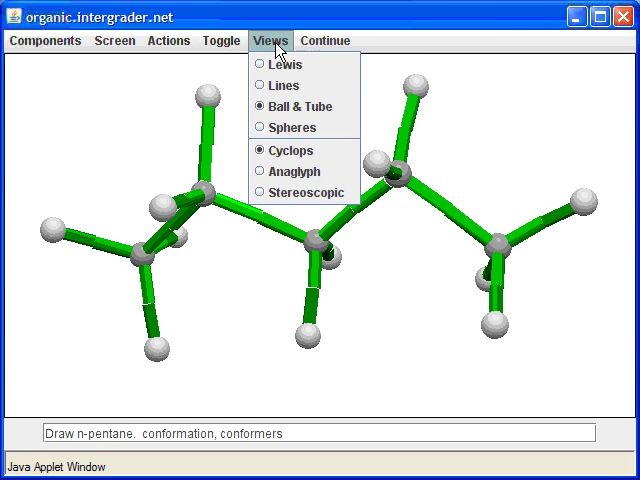 organic.intergrader.net
Components Screen Actions Toggle Views Continue
Lewis
Lines
Ball & Tube
Spheres
Cyclops
Anaglyph
Stereoscopic
Draw n-pentane. conformation, conformers
Java Applet Window